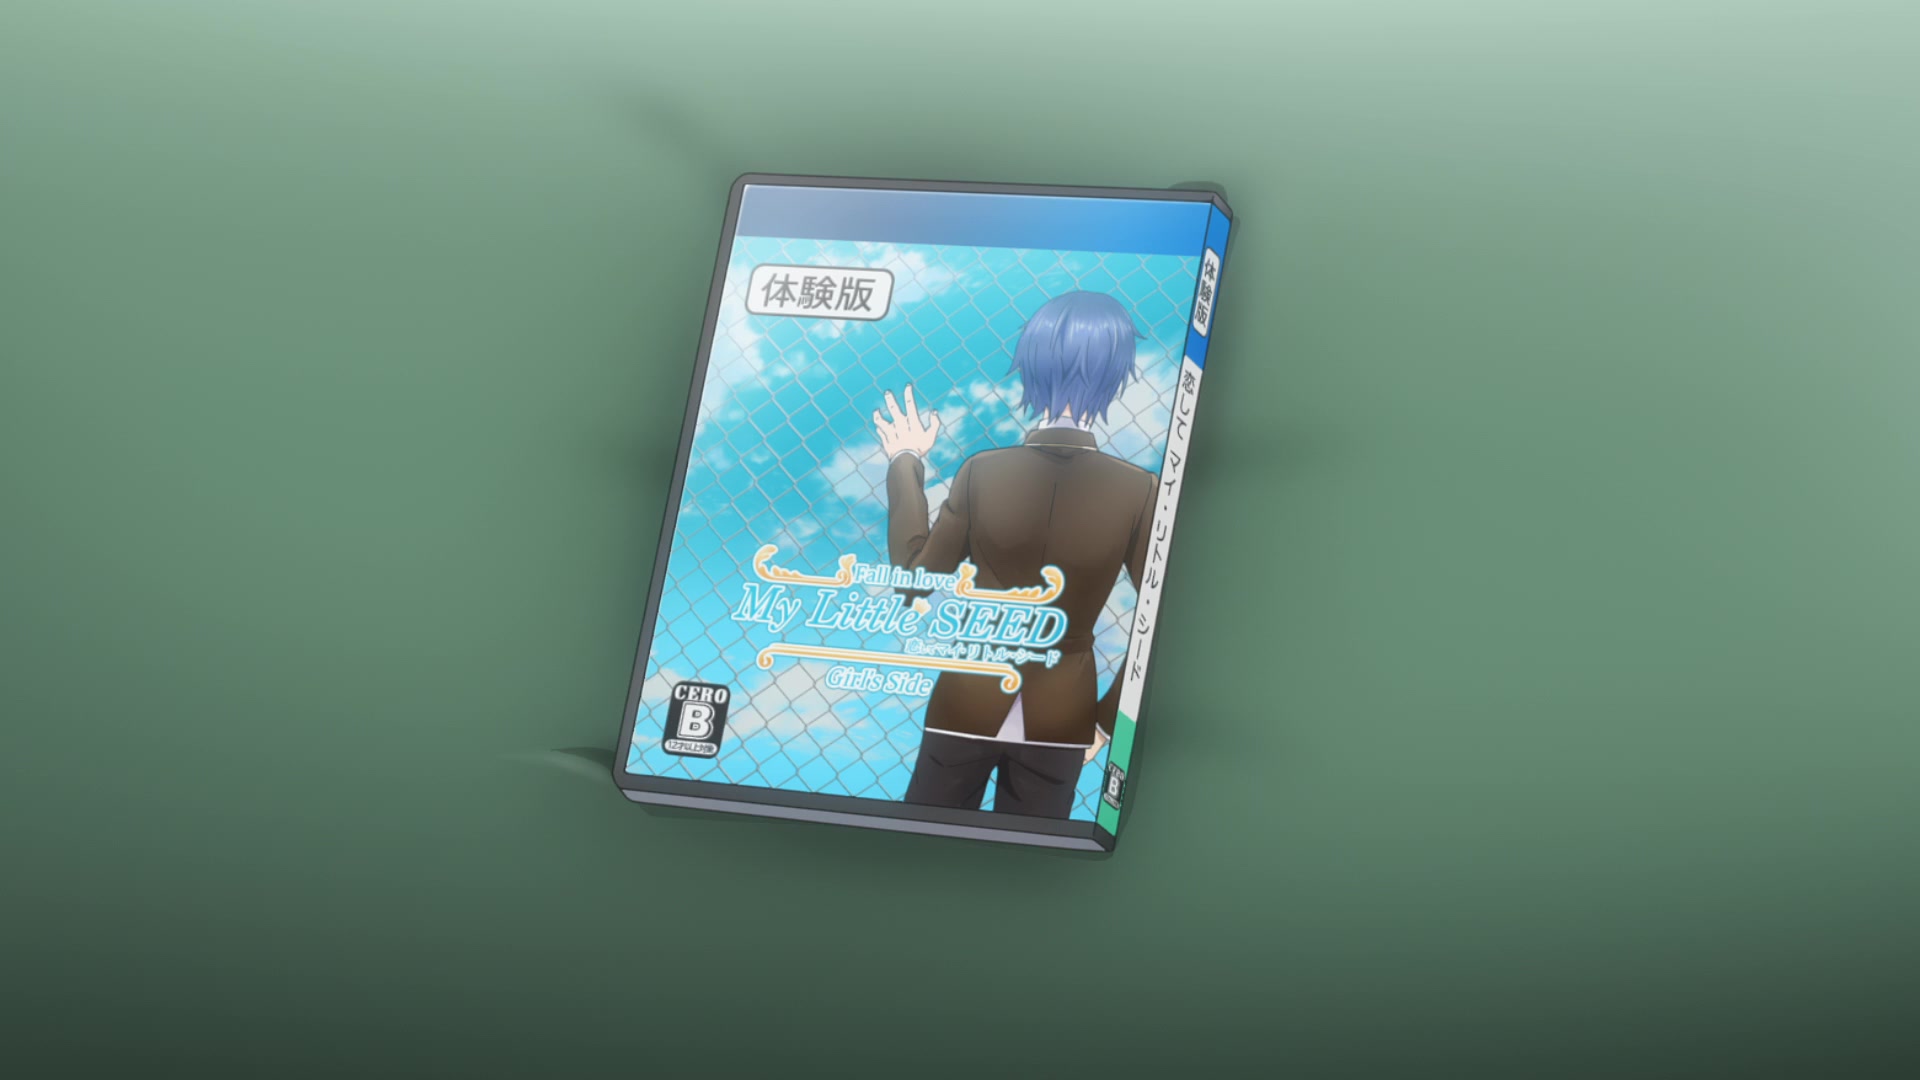 体験版
Fall in love
My Little SEED
恋してマイ・リトル・シード
Girl's Side
CERO
B
12才以上対象
体験版
恋して マイ・リトル・シード
CERO
B